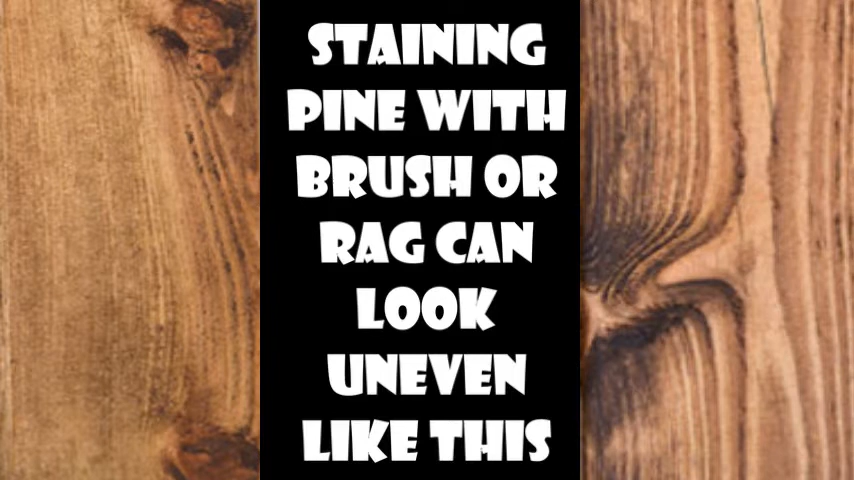 STAINING
PINE WITH
BRUSH OR
RAG CAN
LOOK
UNEVEN
LIKE THIS